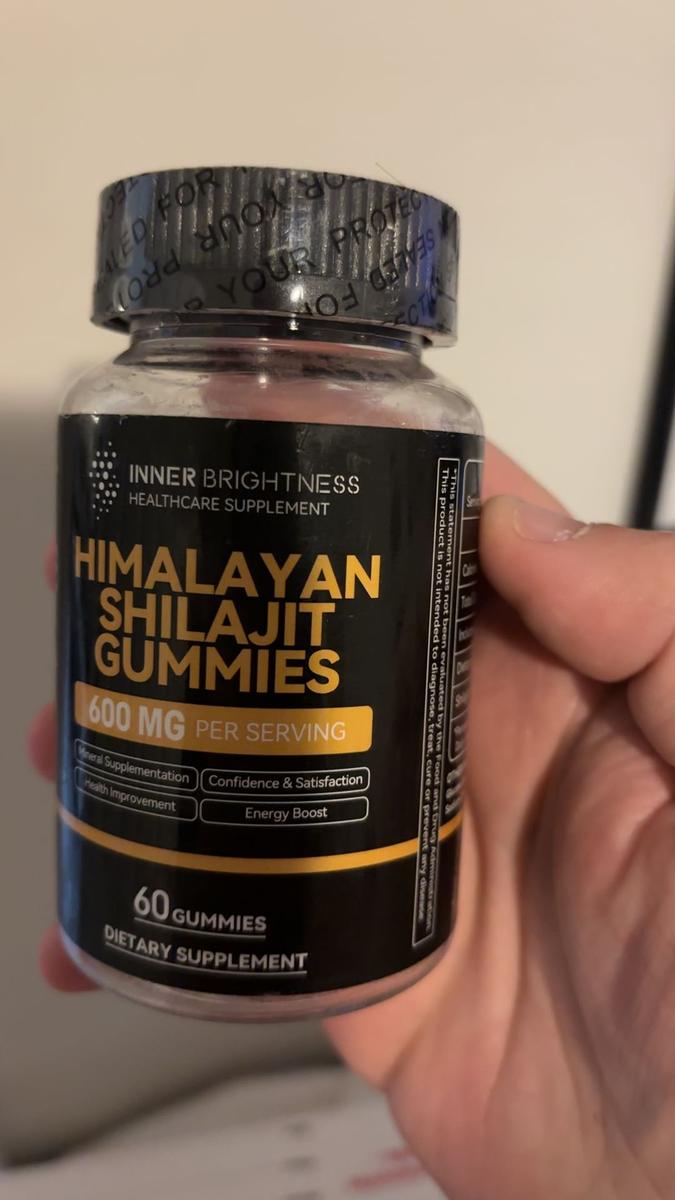 SEALED FOR YOUR PROTECTION
INNER BRIGHTNESS
HEALTHCARE SUPPLEMENT
HIMALAYAN
SHILAJIT
GUMMIES
600 MG PER SERVING
Mineral Supplementation
Confidence & Satisfaction
Health Improvement
Energy Boost
60 GUMMIES
DIETARY SUPPLEMENT
*This statement has not been evaluated by the Food and Drug Administration.
This product is not intended to diagnose, treat, cure or prevent any disease.